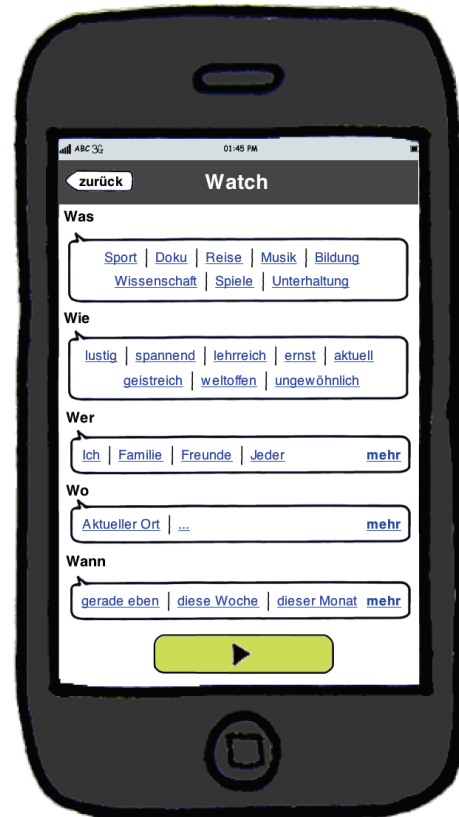 ABC 3G 01:45 PM
zurück Watch
Was
Sport | Doku | Reise | Musik | Bildung
Wissenschaft | Spiele | Unterhaltung
Wie
lustig | spannend | lehrreich | ernst | aktuell
geistreich | weltoffen | ungewöhnlich
Wer
Ich | Familie | Freunde | Jeder mehr
Wo
Aktueller Ort | ... mehr
Wann
gerade eben | diese Woche | dieser Monat mehr